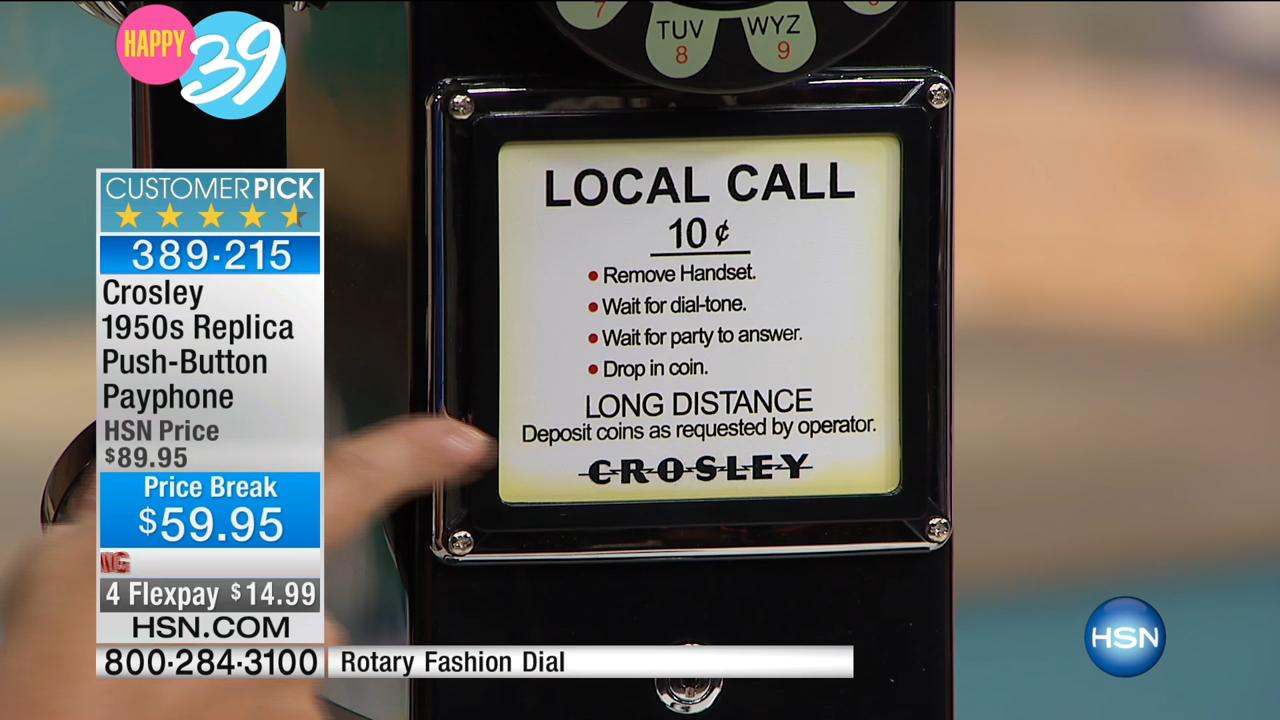 HAPPY
39
CUSTOMER PICK
389·215
Crosley
1950s Replica
Push-Button
Payphone
HSN Price
$89.95
Price Break
$59.95
4 Flexpay $14.99
HSN.COM
800·284·3100
Rotary Fashion Dial
7
TUV
8
WYZ
9
LOCAL CALL
10¢
• Remove Handset.
• Wait for dial-tone.
• Wait for party to answer.
• Drop in coin.
LONG DISTANCE
Deposit coins as requested by operator.
CROSLEY
HSN